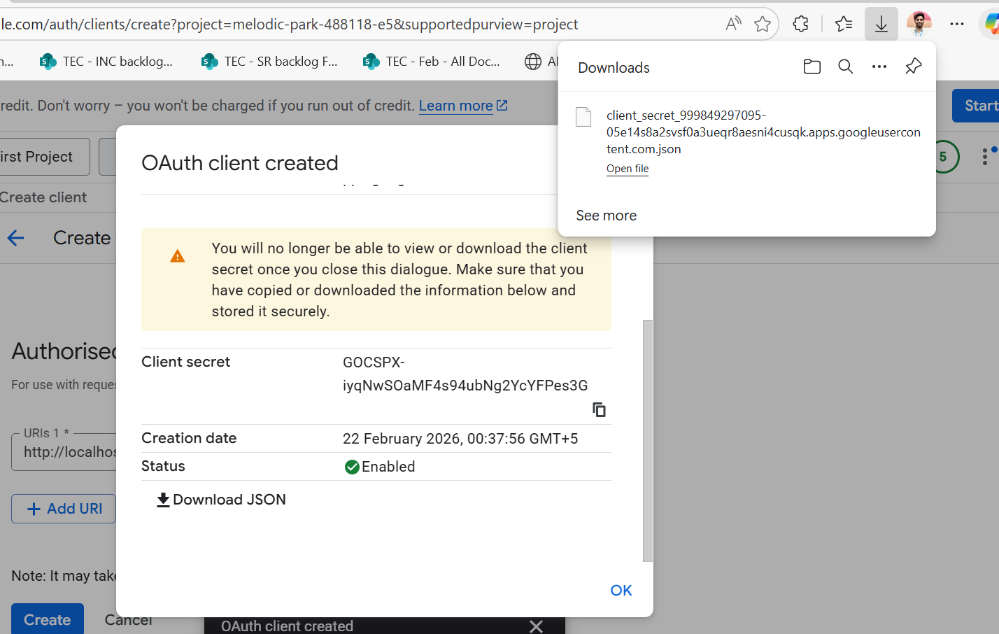 le.com/auth/clients/create?project=melodic-park-488118-e5&supportedpurview=project
TEC - INC backlog...
TEC - SR backlog F...
TEC - Feb - All Doc...
Downloads
client_secret_999849297095-
05e14s8a2svsf0a3ueqr8aesni4cusqk.apps.googleusercon
tent.com.json
Open file
See more
redit. Don't worry – you won't be charged if you run out of credit. Learn more
Start
irst Project
5
Create client
Create
OAuth client created
You will no longer be able to view or download the client
secret once you close this dialogue. Make sure that you
have copied or downloaded the information below and
stored it securely.
Client secret
GOCSPX-
iyqNwSOaMF4s94ubNg2YcYFPes3G
Creation date
22 February 2026, 00:37:56 GMT+5
Status
Enabled
Download JSON
OK
Authorised
For use with reques
URIs 1 *
http://localhos
Add URI
Note: It may take
Create
Cancel
OAuth client created